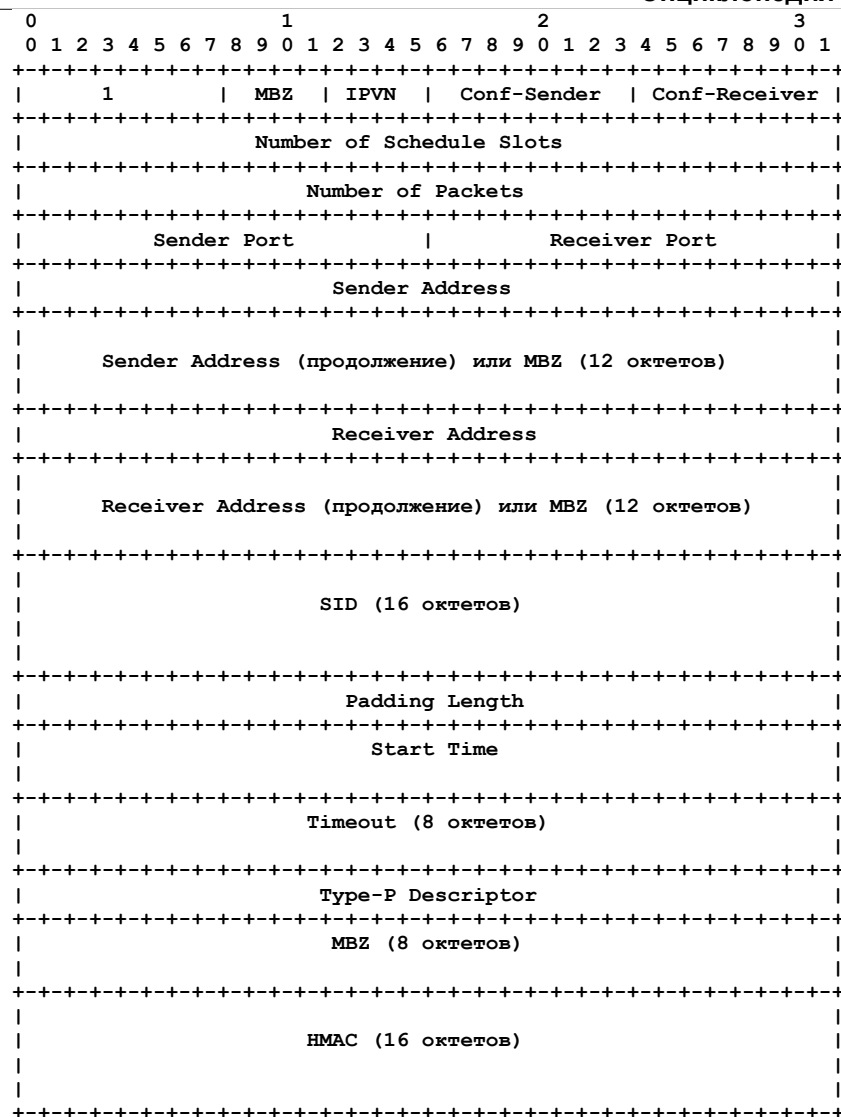 0                   1                   2                   3
 0 1 2 3 4 5 6 7 8 9 0 1 2 3 4 5 6 7 8 9 0 1 2 3 4 5 6 7 8 9 0 1
+-+-+-+-+-+-+-+-+-+-+-+-+-+-+-+-+-+-+-+-+-+-+-+-+-+-+-+-+-+-+-+-+
|      1        |  MBZ  | IPVN  |  Conf-Sender  | Conf-Receiver |
+-+-+-+-+-+-+-+-+-+-+-+-+-+-+-+-+-+-+-+-+-+-+-+-+-+-+-+-+-+-+-+-+
|                  Number of Schedule Slots                     |
+-+-+-+-+-+-+-+-+-+-+-+-+-+-+-+-+-+-+-+-+-+-+-+-+-+-+-+-+-+-+-+-+
|                      Number of Packets                        |
+-+-+-+-+-+-+-+-+-+-+-+-+-+-+-+-+-+-+-+-+-+-+-+-+-+-+-+-+-+-+-+-+
|          Sender Port          |         Receiver Port         |
+-+-+-+-+-+-+-+-+-+-+-+-+-+-+-+-+-+-+-+-+-+-+-+-+-+-+-+-+-+-+-+-+
|                        Sender Address                         |
+-+-+-+-+-+-+-+-+-+-+-+-+-+-+-+-+-+-+-+-+-+-+-+-+-+-+-+-+-+-+-+-+
|                                                               |
|      Sender Address (продолжение) или MBZ (12 октетов)        |
|                                                               |
+-+-+-+-+-+-+-+-+-+-+-+-+-+-+-+-+-+-+-+-+-+-+-+-+-+-+-+-+-+-+-+-+
|                        Receiver Address                       |
+-+-+-+-+-+-+-+-+-+-+-+-+-+-+-+-+-+-+-+-+-+-+-+-+-+-+-+-+-+-+-+-+
|                                                               |
|      Receiver Address (продолжение) или MBZ (12 октетов)      |
|                                                               |
+-+-+-+-+-+-+-+-+-+-+-+-+-+-+-+-+-+-+-+-+-+-+-+-+-+-+-+-+-+-+-+-+
|                                                               |
|                       SID (16 октетов)                        |
|                                                               |
|                                                               |
+-+-+-+-+-+-+-+-+-+-+-+-+-+-+-+-+-+-+-+-+-+-+-+-+-+-+-+-+-+-+-+-+
|                         Padding Length                        |
+-+-+-+-+-+-+-+-+-+-+-+-+-+-+-+-+-+-+-+-+-+-+-+-+-+-+-+-+-+-+-+-+
|                           Start Time                          |
|                                                               |
+-+-+-+-+-+-+-+-+-+-+-+-+-+-+-+-+-+-+-+-+-+-+-+-+-+-+-+-+-+-+-+-+
|                      Timeout (8 октетов)                      |
|                                                               |
+-+-+-+-+-+-+-+-+-+-+-+-+-+-+-+-+-+-+-+-+-+-+-+-+-+-+-+-+-+-+-+-+
|                       Type-P Descriptor                       |
+-+-+-+-+-+-+-+-+-+-+-+-+-+-+-+-+-+-+-+-+-+-+-+-+-+-+-+-+-+-+-+-+
|                        MBZ (8 октетов)                        |
|                                                               |
+-+-+-+-+-+-+-+-+-+-+-+-+-+-+-+-+-+-+-+-+-+-+-+-+-+-+-+-+-+-+-+-+
|                                                               |
|                      HMAC (16 октетов)                        |
|                                                               |
|                                                               |
+-+-+-+-+-+-+-+-+-+-+-+-+-+-+-+-+-+-+-+-+-+-+-+-+-+-+-+-+-+-+-+-+